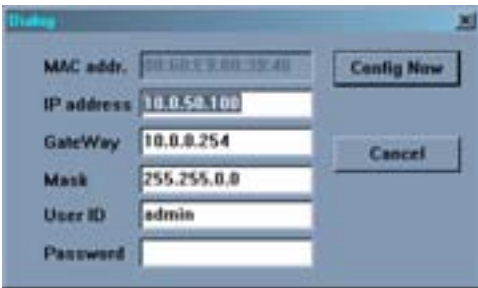 Dialog
MAC addr.
Config Now
IP address 10.0.50.100
GateWay 10.0.0.254
Cancel
Mask 255.255.0.0
User ID admin
Password